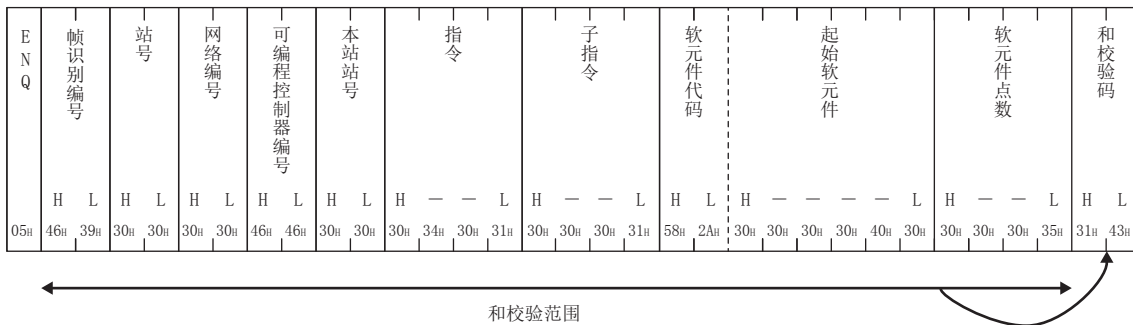 ENQ
帧识别编号
站号
网络编号
可编程控制器编号
本站站号
指令
子指令
软元件代码
起始软元件
软元件点数
和校验码
H L H L H L H L H L H — — L H — — L H L H — — — — L H — — L H L
05H 46H 39H 30H 30H 30H 30H 46H 46H 30H 30H 30H 34H 30H 31H 30H 30H 30H 31H 58H 2AH 30H 30H 30H 30H 40H 30H 30H 30H 30H 35H 31H 43H
和校验范围